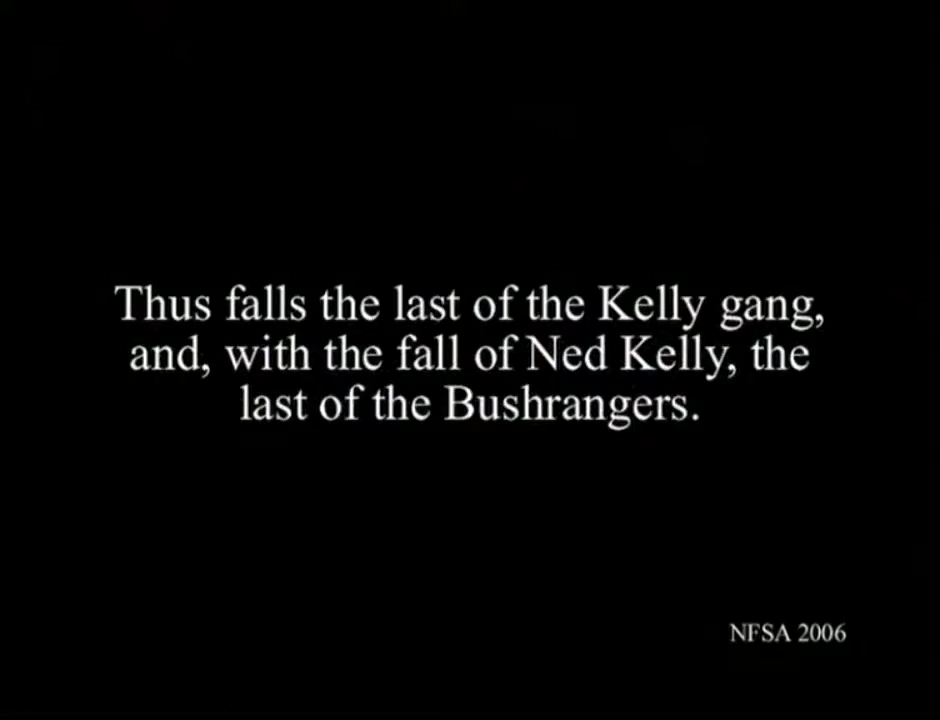 Thus falls the last of the Kelly gang,
and, with the fall of Ned Kelly, the
last of the Bushrangers.
NFSA 2006